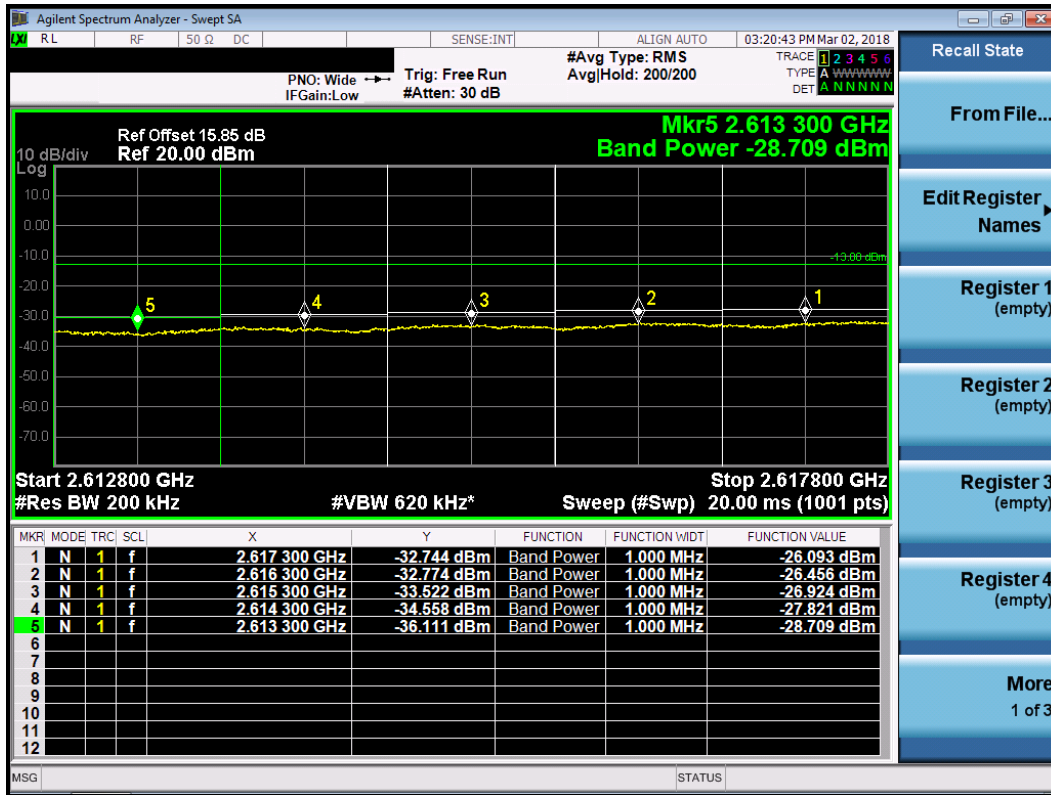 Agilent Spectrum Analyzer - Swept SA
LXI RL RF 50 Ω DC SENSE:INT ALIGN AUTO 03:20:43 PM Mar 02, 2018
PNO: Wide Trig: Free Run #Avg Type: RMS TRACE 1 2 3 4 5 6
IFGain:Low #Atten: 30 dB Avg|Hold: 200/200 TYPE A WWWWW
DET A N N N N N
Ref Offset 15.85 dB Mkr5 2.613 300 GHz
10 dB/div Ref 20.00 dBm Band Power -28.709 dBm
Log
10.0
0.00
-10.0
-13.00 dBm
-20.0
-30.0
5 4 3 2 1
-40.0
-50.0
-60.0
-70.0
Start 2.612800 GHz Stop 2.617800 GHz
#Res BW 200 kHz #VBW 620 kHz* Sweep (#Swp) 20.00 ms (1001 pts)
MKR MODE TRC SCL X Y FUNCTION FUNCTION WIDT FUNCTION VALUE
1 N 1 f 2.617 300 GHz -32.744 dBm Band Power 1.000 MHz -26.093 dBm
2 N 1 f 2.616 300 GHz -32.774 dBm Band Power 1.000 MHz -26.456 dBm
3 N 1 f 2.615 300 GHz -33.522 dBm Band Power 1.000 MHz -26.924 dBm
4 N 1 f 2.614 300 GHz -34.558 dBm Band Power 1.000 MHz -27.821 dBm
5 N 1 f 2.613 300 GHz -36.111 dBm Band Power 1.000 MHz -28.709 dBm
6
7
8
9
10
11
12
MSG STATUS
Recall State
From File...
Edit Register
Names
Register 1
(empty)
Register 2
(empty)
Register 3
(empty)
Register 4
(empty)
More
1 of 3